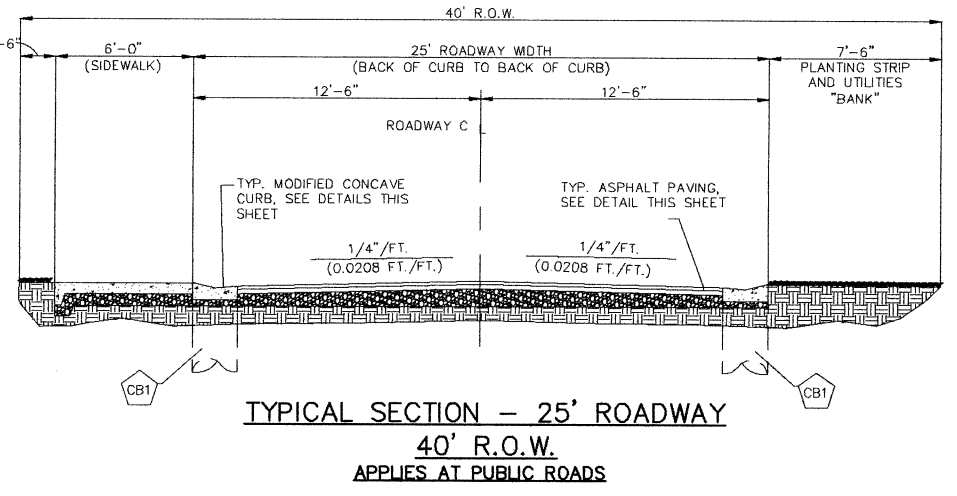 40' R.O.W.
-6"
6'-0"
(SIDEWALK)
25' ROADWAY WIDTH
(BACK OF CURB TO BACK OF CURB)
7'-6"
PLANTING STRIP
AND UTILITIES
"BANK"
12'-6"
12'-6"
ROADWAY C L
TYP. MODIFIED CONCAVE
CURB, SEE DETAILS THIS
SHEET
TYP. ASPHALT PAVING,
SEE DETAIL THIS SHEET
1/4"/FT.
(0.0208 FT./FT.)
1/4"/FT.
(0.0208 FT./FT.)
CB1
CB1
TYPICAL SECTION – 25' ROADWAY
40' R.O.W.
APPLIES AT PUBLIC ROADS